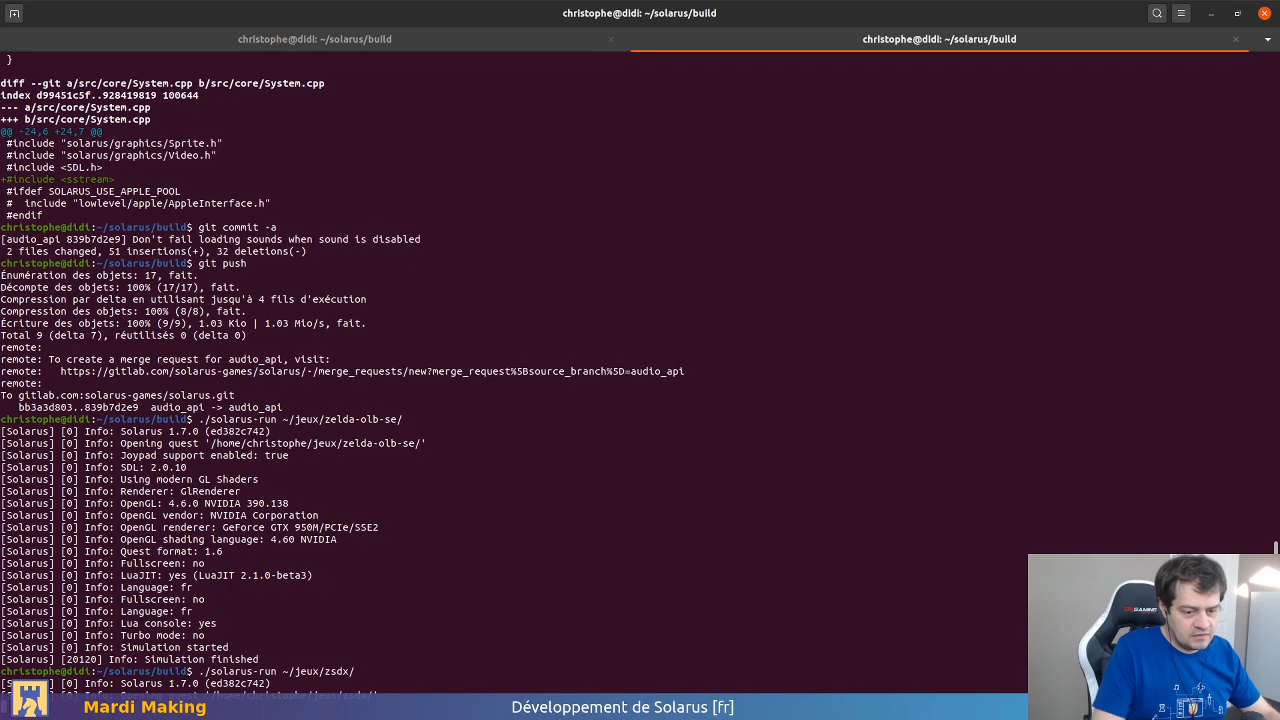 christophe@didi: ~/solarus/build
christophe@didi: ~/solarus/build
christophe@didi: ~/solarus/build
}
diff --git a/src/core/System.cpp b/src/core/System.cpp
index d99451c5f..928419819 100644
--- a/src/core/System.cpp
+++ b/src/core/System.cpp
@@ -24,6 +24,7 @@
#include "solarus/graphics/Sprite.h"
#include "solarus/graphics/Video.h"
#include <SDL.h>
+#include <sstream>
#ifdef SOLARUS_USE_APPLE_POOL
#  include "lowlevel/apple/AppleInterface.h"
#endif
christophe@didi:~/solarus/build$ git commit -a
[audio_api 839b7d2e9] Don't fail loading sounds when sound is disabled
2 files changed, 51 insertions(+), 32 deletions(-)
christophe@didi:~/solarus/build$ git push
Énumération des objets: 17, fait.
Décompte des objets: 100% (17/17), fait.
Compression par delta en utilisant jusqu'à 4 fils d'exécution
Compression des objets: 100% (8/8), fait.
Écriture des objets: 100% (9/9), 1.03 Kio | 1.03 Mio/s, fait.
Total 9 (delta 7), réutilisés 0 (delta 0)
remote:
remote: To create a merge request for audio_api, visit:
remote:   https://gitlab.com/solarus-games/solarus/-/merge_requests/new?merge_request%5Bsource_branch%5D=audio_api
remote:
To gitlab.com:solarus-games/solarus.git
bb3a3d803..839b7d2e9  audio_api -> audio_api
christophe@didi:~/solarus/build$ ./solarus-run ~/jeux/zelda-olb-se/
[Solarus] [0] Info: Solarus 1.7.0 (ed382c742)
[Solarus] [0] Info: Opening quest '/home/christophe/jeux/zelda-olb-se/'
[Solarus] [0] Info: Joypad support enabled: true
[Solarus] [0] Info: SDL: 2.0.10
[Solarus] [0] Info: Using modern GL Shaders
[Solarus] [0] Info: Renderer: GlRenderer
[Solarus] [0] Info: OpenGL: 4.6.0 NVIDIA 390.138
[Solarus] [0] Info: OpenGL vendor: NVIDIA Corporation
[Solarus] [0] Info: OpenGL renderer: GeForce GTX 950M/PCIe/SSE2
[Solarus] [0] Info: OpenGL shading language: 4.60 NVIDIA
[Solarus] [0] Info: Quest format: 1.6
[Solarus] [0] Info: Fullscreen: no
[Solarus] [0] Info: LuaJIT: yes (LuaJIT 2.1.0-beta3)
[Solarus] [0] Info: Language: fr
[Solarus] [0] Info: Fullscreen: no
[Solarus] [0] Info: Language: fr
[Solarus] [0] Info: Lua console: yes
[Solarus] [0] Info: Turbo mode: no
[Solarus] [0] Info: Simulation started
[Solarus] [20120] Info: Simulation finished
christophe@didi:~/solarus/build$ ./solarus-run ~/jeux/zsdx/
[Solarus] [0] Info: Solarus 1.7.0 (ed382c742)
Info: Opening quest '/home/christophe/jeux/zsdx/'
Mardi Making
Développement de Solarus [fr]